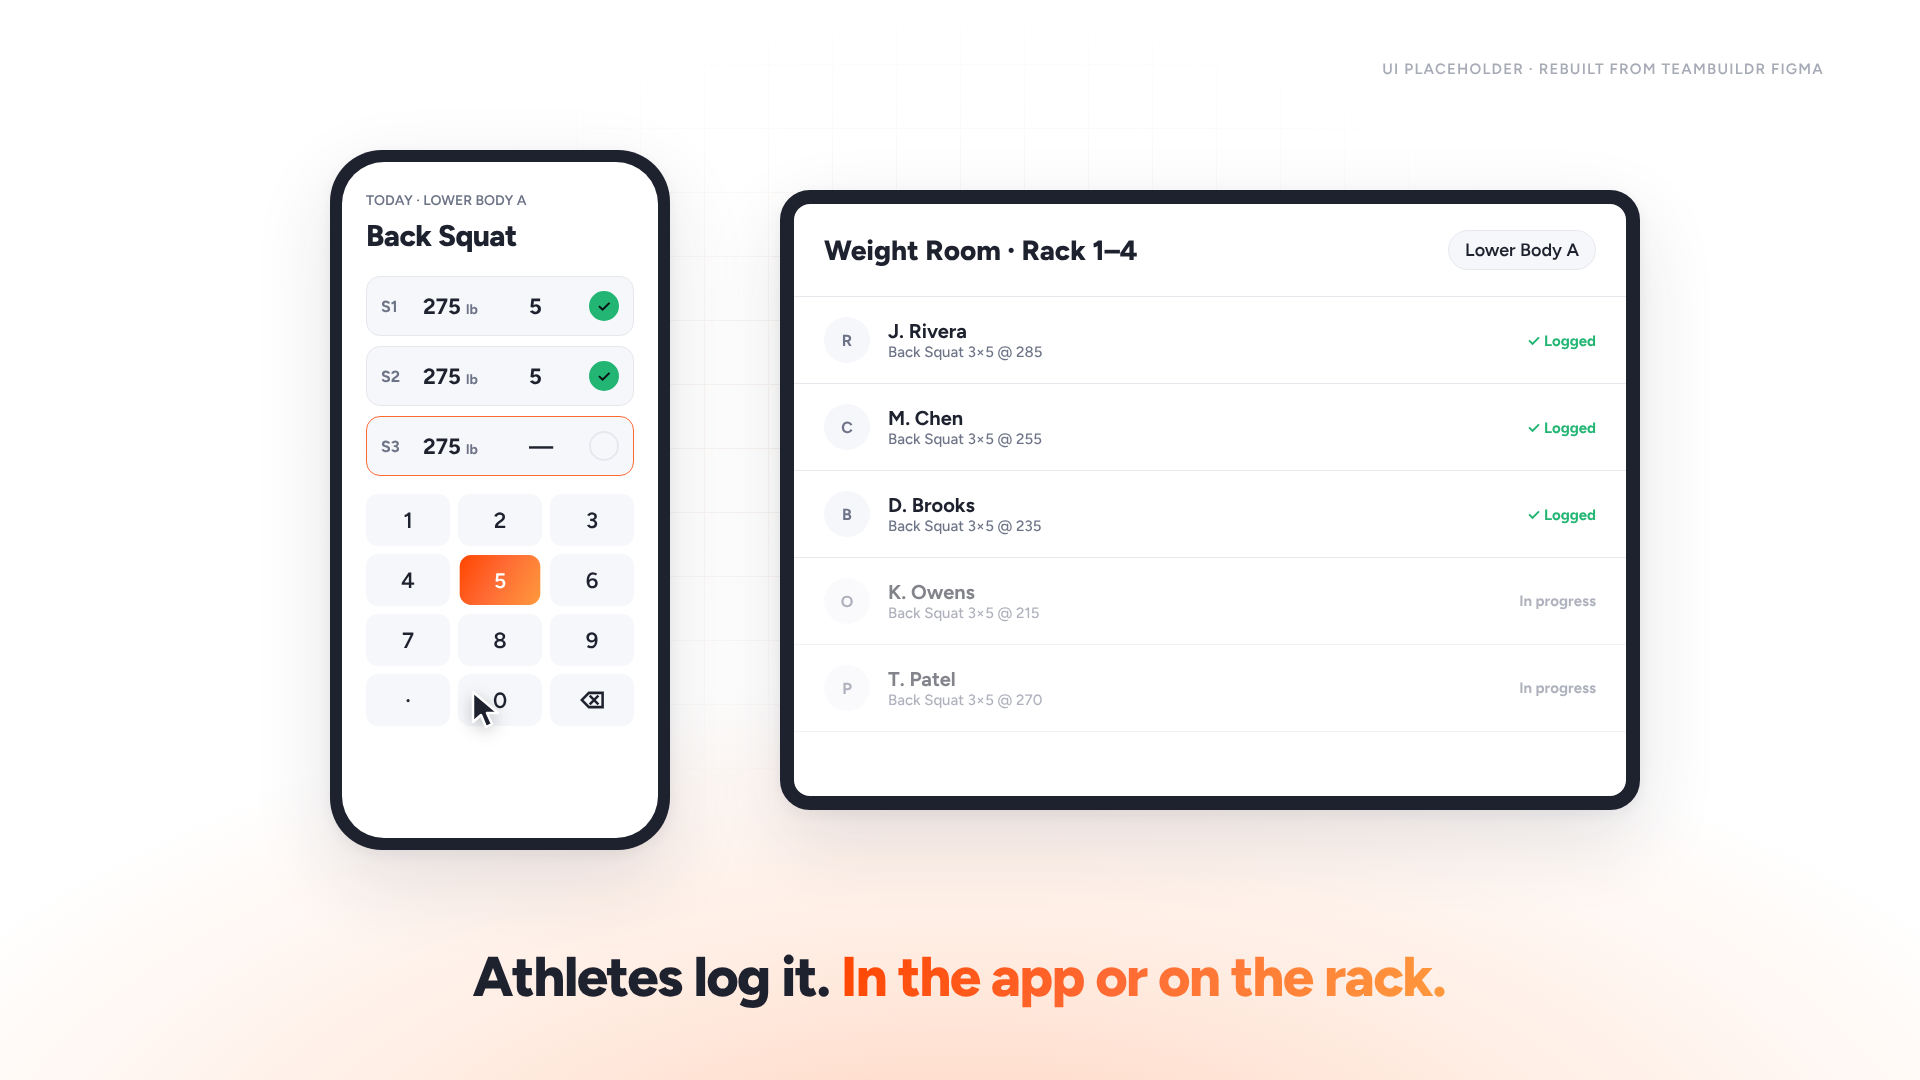 UI PLACEHOLDER · REBUILT FROM TEAMBUILDR FIGMA
TODAY · LOWER BODY A
Back Squat
S1 275 lb 5
S2 275 lb 5
S3 275 lb —
1 2 3
4 5 6
7 8 9
· 0
Weight Room · Rack 1–4
Lower Body A
R
J. Rivera
Back Squat 3×5 @ 285
✓ Logged
C
M. Chen
Back Squat 3×5 @ 255
✓ Logged
B
D. Brooks
Back Squat 3×5 @ 235
✓ Logged
O
K. Owens
Back Squat 3×5 @ 215
In progress
P
T. Patel
Back Squat 3×5 @ 270
In progress
Athletes log it. In the app or on the rack.